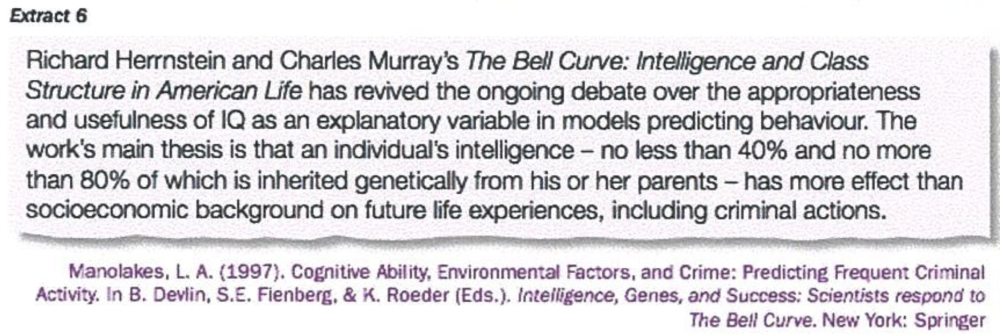 Extract 6
Richard Herrnstein and Charles Murray's The Bell Curve: Intelligence and Class
Structure in American Life has revived the ongoing debate over the appropriateness
and usefulness of IQ as an explanatory variable in models predicting behaviour. The
work's main thesis is that an individual's intelligence – no less than 40% and no more
than 80% of which is inherited genetically from his or her parents – has more effect than
socioeconomic background on future life experiences, including criminal actions.
Manolakes, L. A. (1997). Cognitive Ability, Environmental Factors, and Crime: Predicting Frequent Criminal
Activity. In B. Devlin, S.E. Fienberg, & K. Roeder (Eds.). Intelligence, Genes, and Success: Scientists respond to
The Bell Curve. New York: Springer